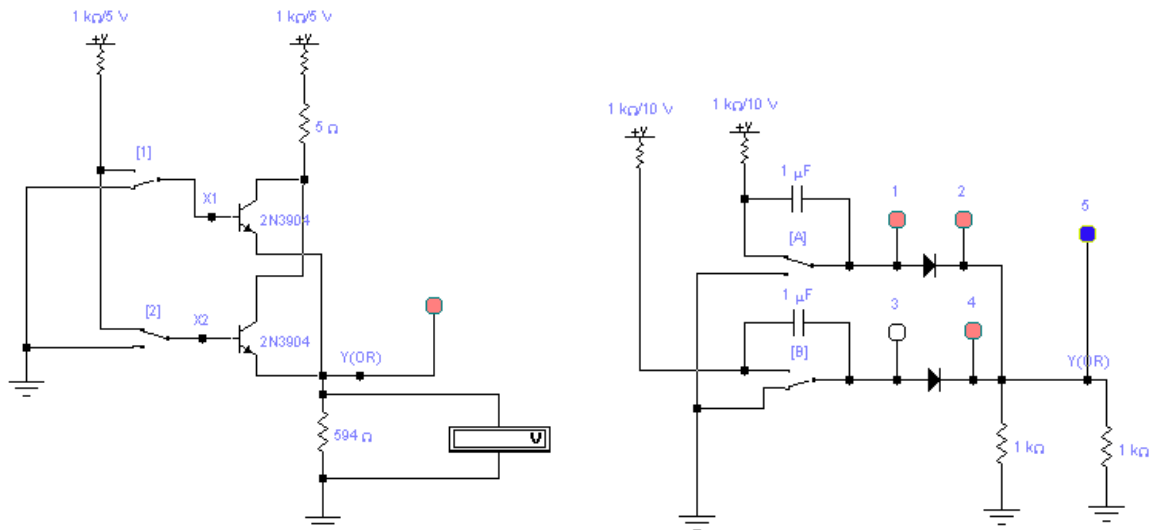 1 kΩ/5 V
1 kΩ/5 V
+V
+V
5 Ω
[1]
X1
2N3904
[2]
X2
2N3904
Y(OR)
594 Ω
V
1 kΩ/10 V
1 kΩ/10 V
+V
+V
1 μF
1
2
5
[A]
1 μF
3
4
[B]
Y(OR)
1 kΩ
1 kΩ